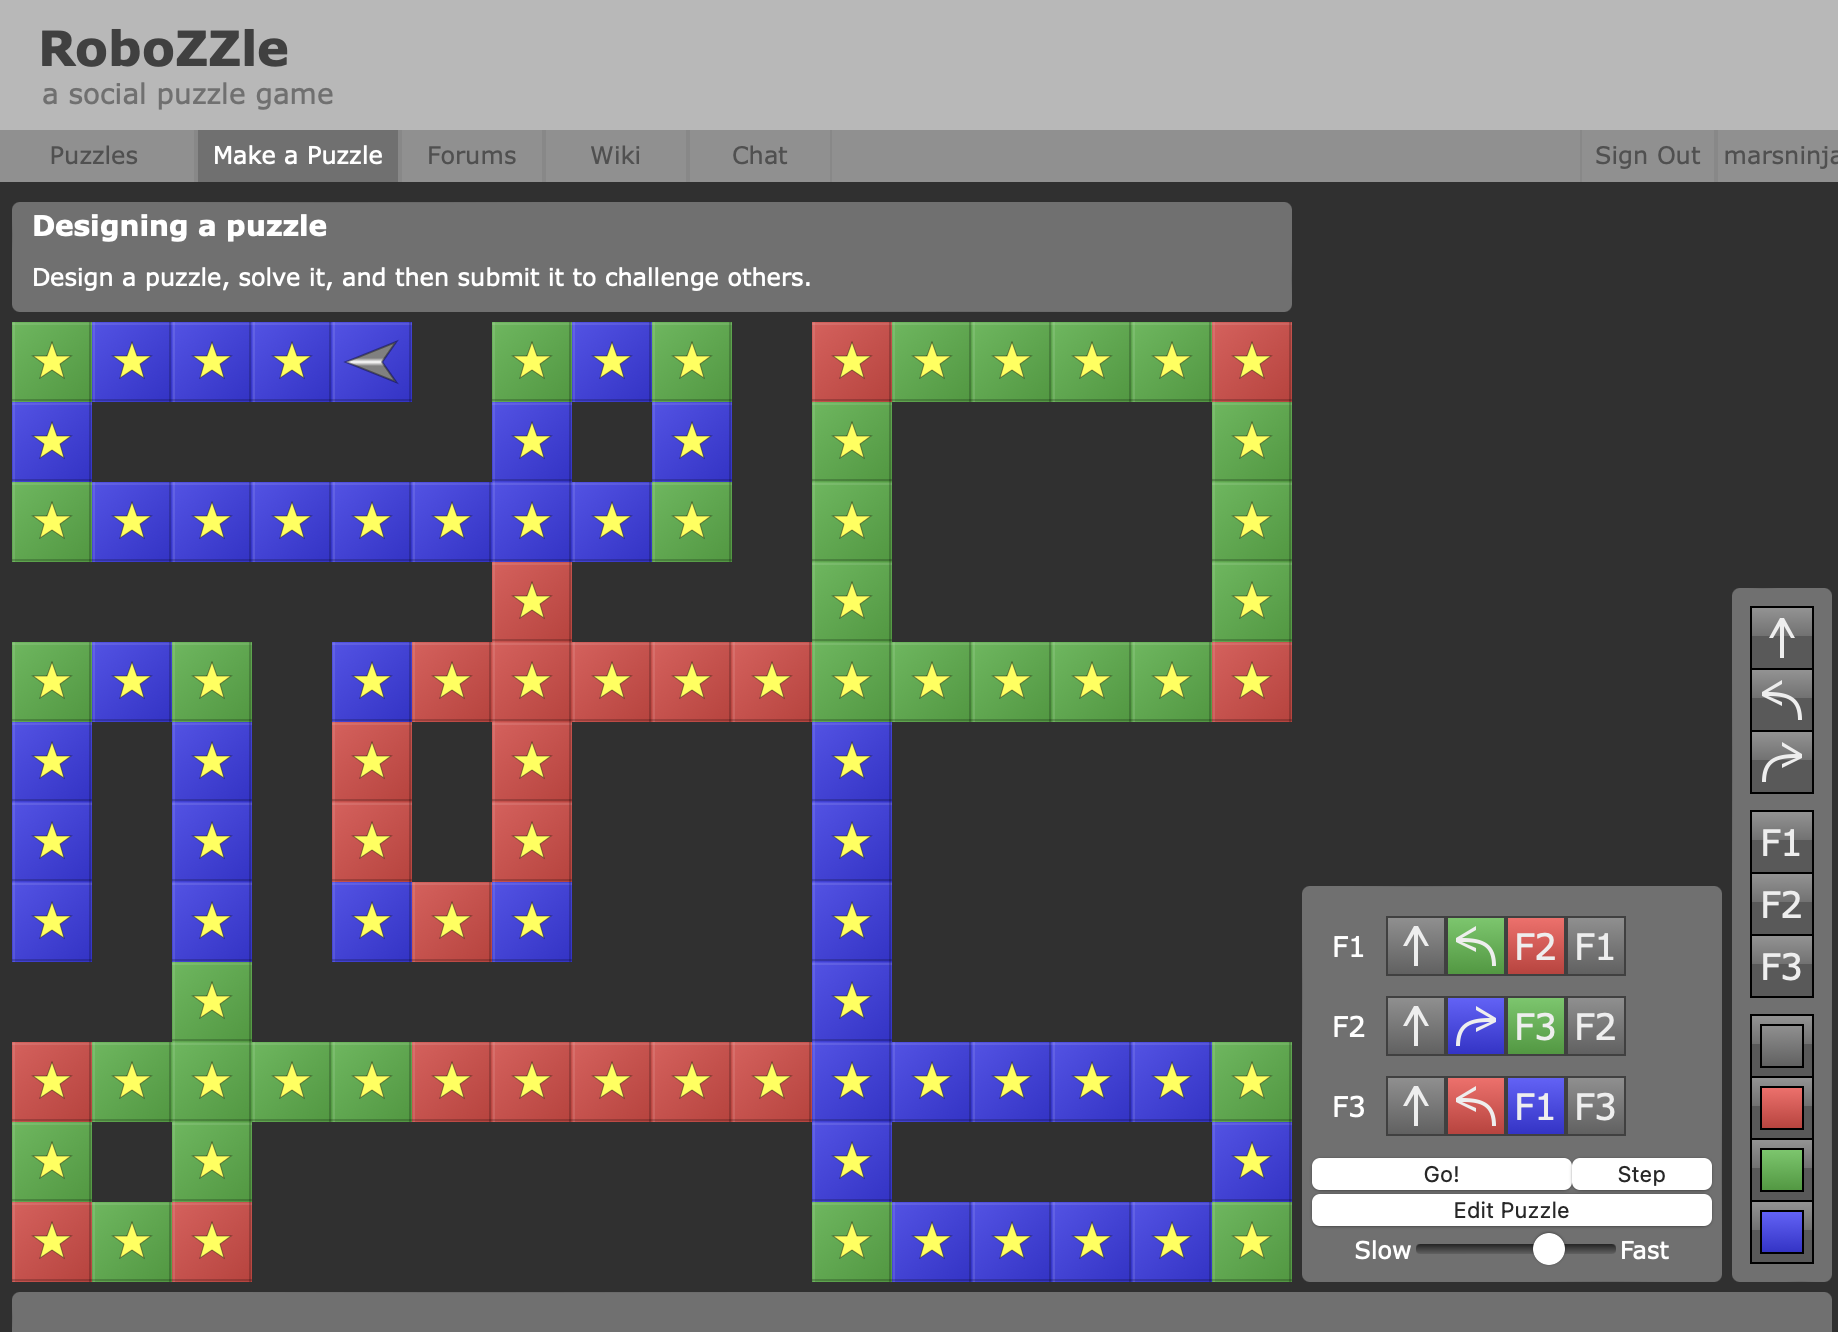 RoboZZle
a social puzzle game
Puzzles Make a Puzzle Forums Wiki Chat Sign Out marsninja
Designing a puzzle
Design a puzzle, solve it, and then submit it to challenge others.
F1 F2 F1
F2 F3 F2
F3 F1 F3
Go! Step
Edit Puzzle
Slow Fast
F1
F2
F3